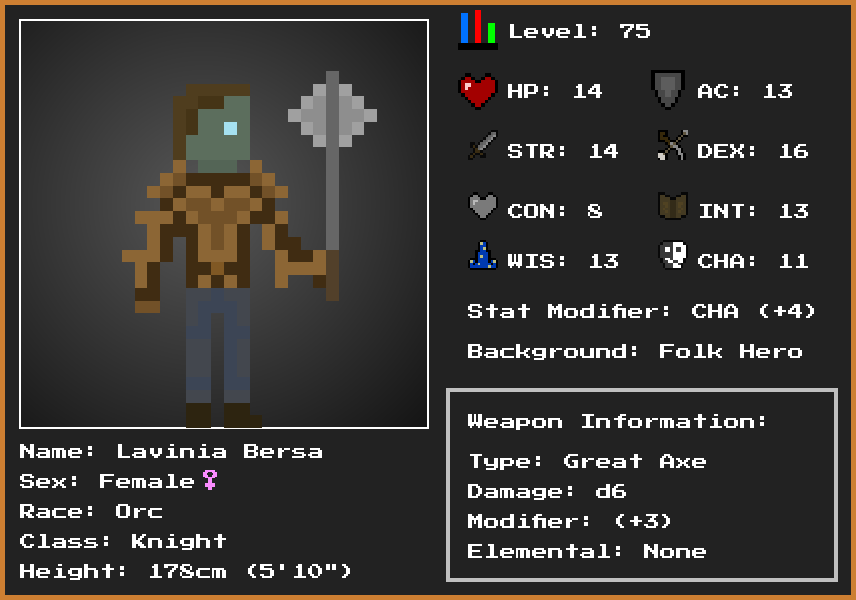 Level: 75
HP: 14 AC: 13
STR: 14 DEX: 16
CON: 8 INT: 13
WIS: 13 CHA: 11
Stat Modifier: CHA (+4)
Background: Folk Hero
Weapon Information:
Type: Great Axe
Damage: d6
Modifier: (+3)
Elemental: None
Name: Lavinia Bersa
Sex: Female♀
Race: Orc
Class: Knight
Height: 178cm (5'10")